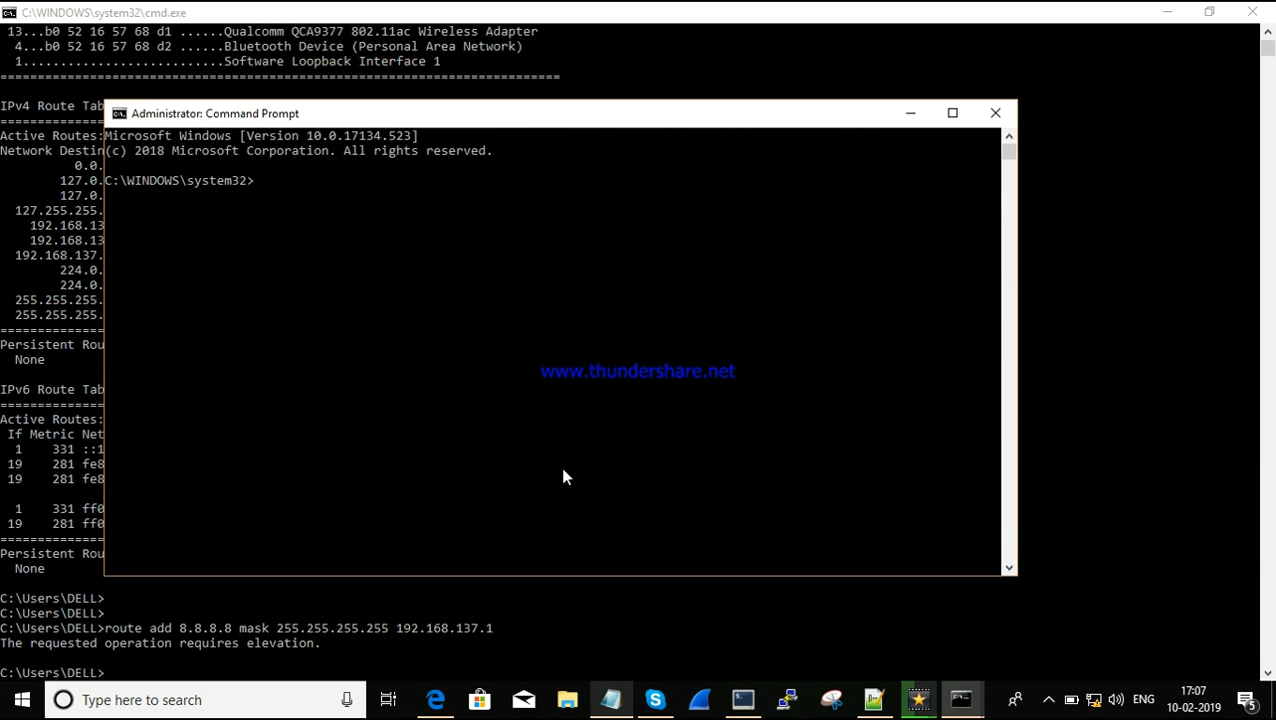 C:\WINDOWS\system32\cmd.exe
13...b0 52 16 57 68 d1 ......Qualcomm QCA9377 802.11ac Wireless Adapter
4...b0 52 16 57 68 d2 ......Bluetooth Device (Personal Area Network)
1...........................Software Loopback Interface 1
===========================================================================
IPv4 Route Tab
Administrator: Command Prompt
Active Routes:
Microsoft Windows [Version 10.0.17134.523]
Network Destin
(c) 2018 Microsoft Corporation. All rights reserved.
0.0.
127.0.
C:\WINDOWS\system32>
127.0.
127.255.255.
192.168.13
192.168.13
192.168.137.
224.0.
224.0.
255.255.255.
255.255.255.
Persistent Rou
None
www.thundershare.net
IPv6 Route Tab
Active Routes:
If Metric Net
1 331 ::1
19 281 fe8
19 281 fe8
1 331 ff0
19 281 ff0
Persistent Rou
None
C:\Users\DELL>
C:\Users\DELL>
C:\Users\DELL>route add 8.8.8.8 mask 255.255.255.255 192.168.137.1
The requested operation requires elevation.
C:\Users\DELL>
Type here to search
ENG
17:07
10-02-2019
5